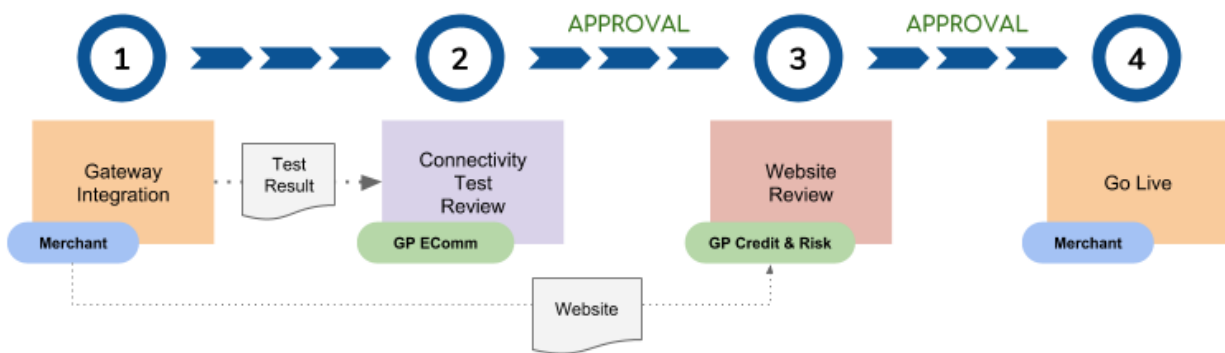 APPROVAL
APPROVAL
1
2
3
4
Gateway
Integration
Test
Result
Connectivity
Test
Review
Website
Review
Go Live
Merchant
GP EComm
GP Credit & Risk
Merchant
Website